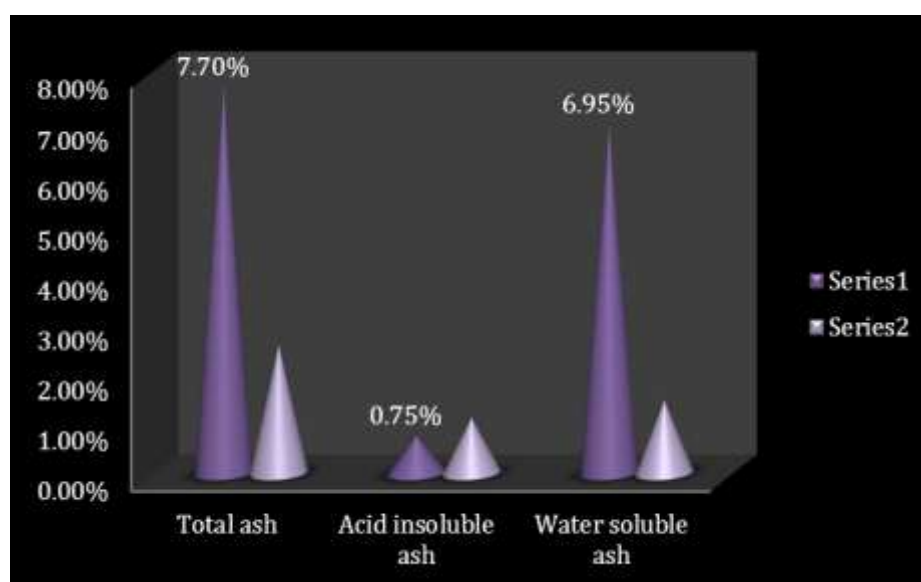 7.70%
8.00%
6.95%
7.00%
6.00%
5.00%
4.00%
3.00%
2.00%
0.75%
1.00%
0.00%
Series1
Series2
Total ash
Acid insoluble
ash
Water soluble
ash